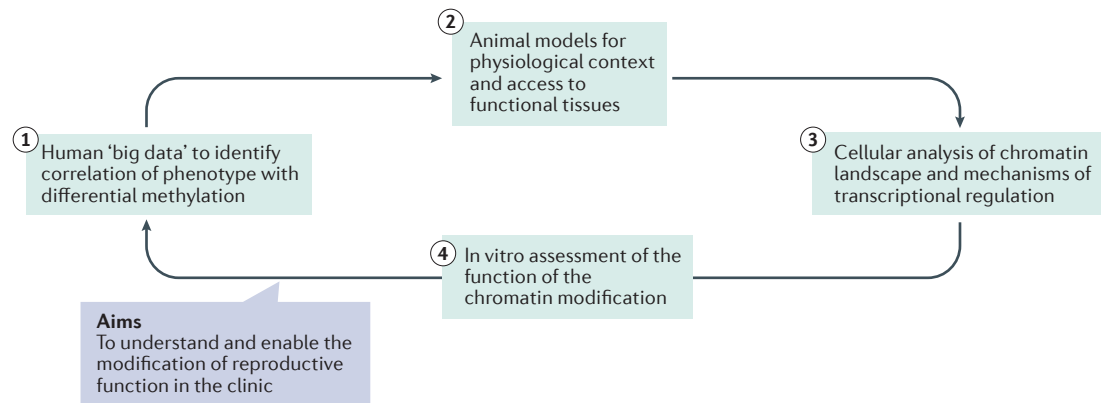 1
Human ‘big data’ to identify
correlation of phenotype with
differential methylation
2
Animal models for
physiological context
and access to
functional tissues
3
Cellular analysis of chromatin
landscape and mechanisms of
transcriptional regulation
4
In vitro assessment of the
function of the
chromatin modification
Aims
To understand and enable the
modification of reproductive
function in the clinic